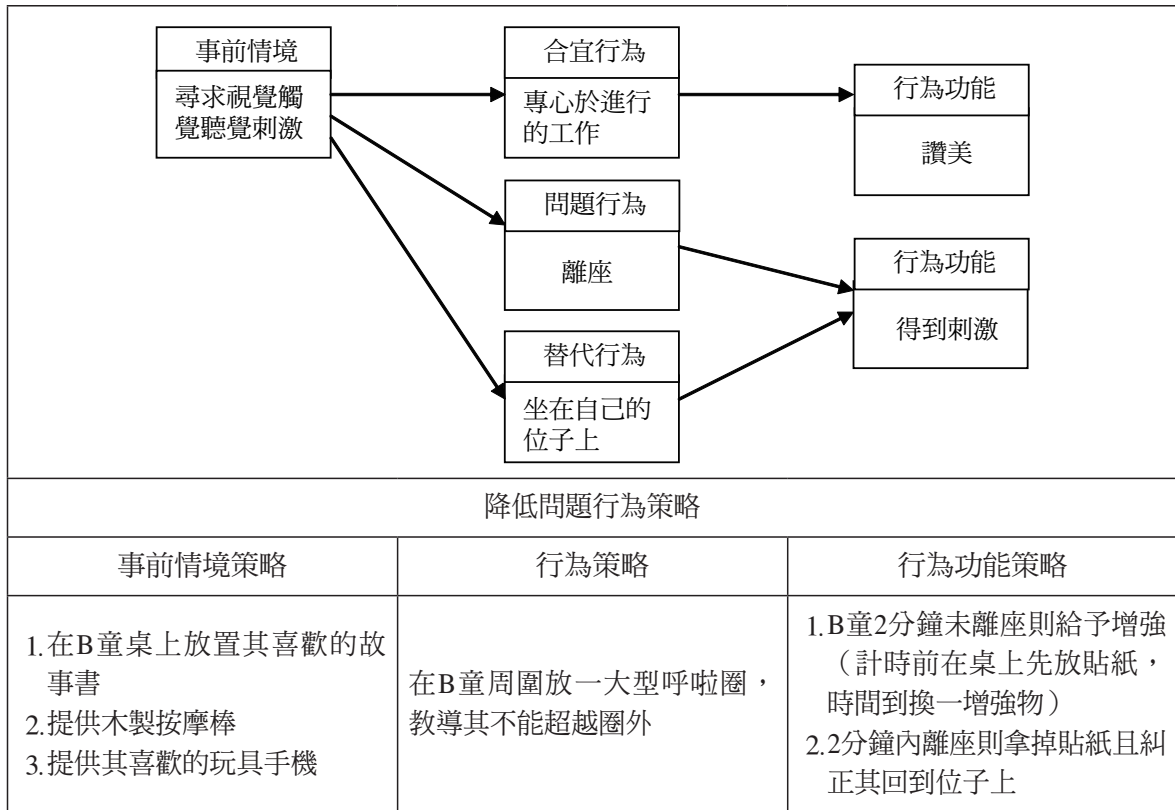 事前情境
尋求視覺觸
覺聽覺刺激
合宜行為
專心於進行
的工作
行為功能
讚美
問題行為
離座
行為功能
得到刺激
替代行為
坐在自己的
位子上
降低問題行為策略
事前情境策略
行為策略
行為功能策略
1.在B童桌上放置其喜歡的故
事書
2.提供木製按摩棒
3.提供其喜歡的玩具手機
在B童周圍放一大型呼啦圈，
教導其不能超越圈外
1.B童2分鐘未離座則給予增強
（計時前在桌上先放貼紙，
時間到換一增強物）
2.2分鐘內離座則拿掉貼紙且糾
正其回到位子上